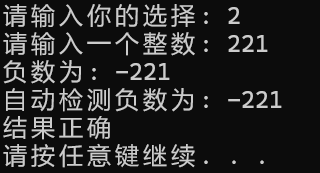 请输入你的选择: 2
请输入一个整数: 221
负数为: -221
自动检测负数为: -221
结果正确
请按任意键继续. . .